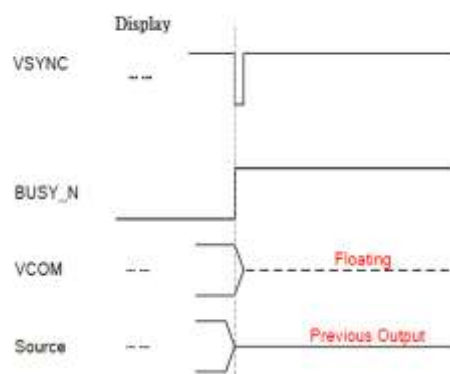 Display
VSYNC
BUSY_N
VCOM
Floating
Source
Previous Output